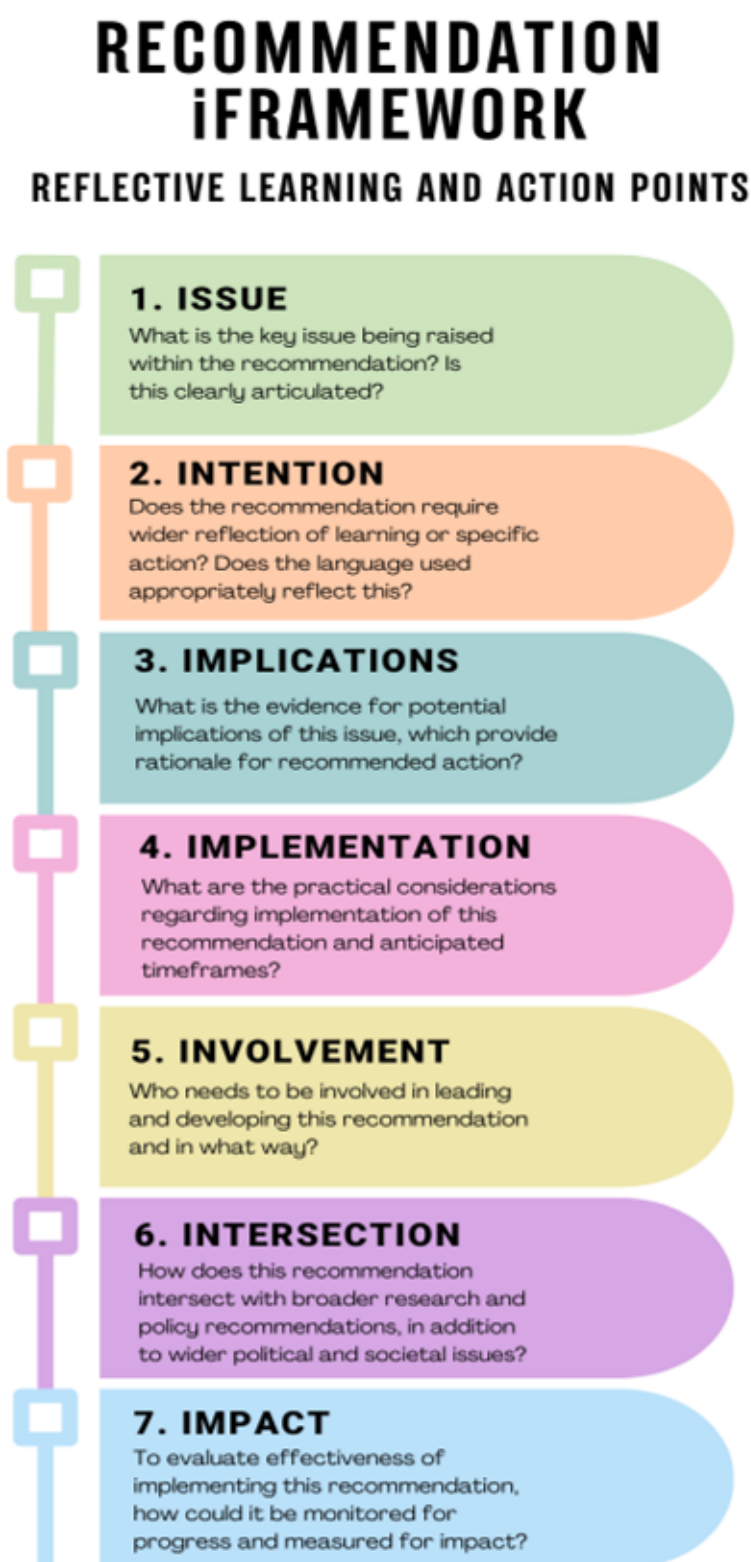 RECOMMENDATION
iFRAMEWORK
REFLECTIVE LEARNING AND ACTION POINTS
1. ISSUE
What is the key issue being raised
within the recommendation? Is
this clearly articulated?
2. INTENTION
Does the recommendation require
wider reflection of learning or specific
action? Does the language used
appropriately reflect this?
3. IMPLICATIONS
What is the evidence for potential
implications of this issue, which provide
rationale for recommended action?
4. IMPLEMENTATION
What are the practical considerations
regarding implementation of this
recommendation and anticipated
timeframes?
5. INVOLVEMENT
Who needs to be involved in leading
and developing this recommendation
and in what way?
6. INTERSECTION
How does this recommendation
intersect with broader research and
policy recommendations, in addition
to wider political and societal issues?
7. IMPACT
To evaluate effectiveness of
implementing this recommendation,
how could it be monitored for
progress and measured for impact?